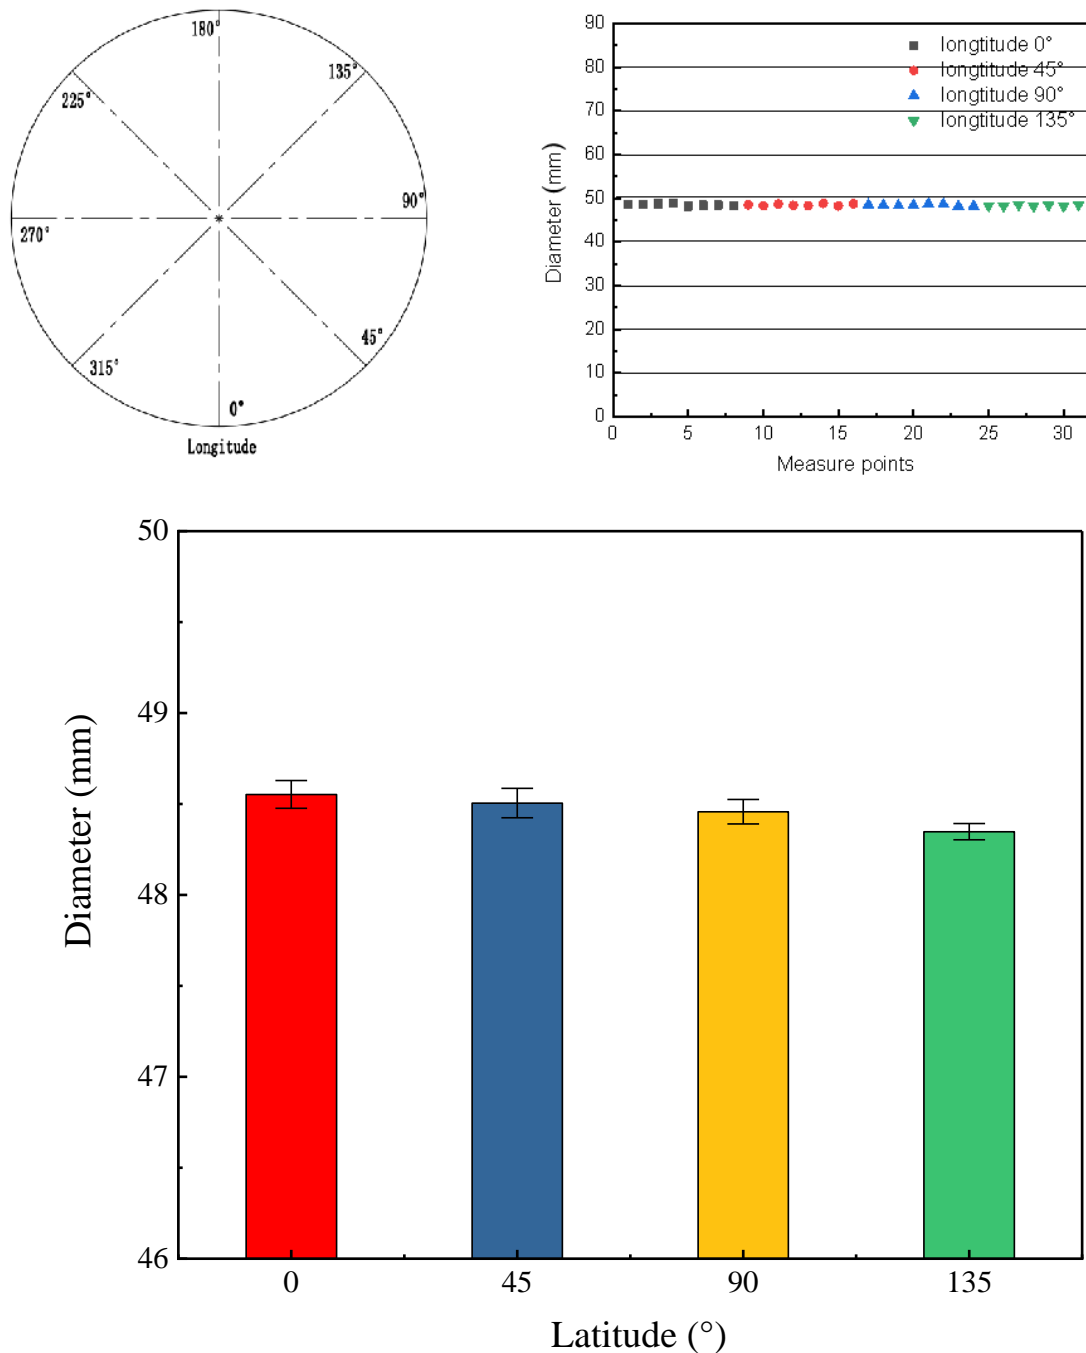 180°
135°
225°
90°
270°
45°
315°
0°
Longitude
90
80
70
60
50
40
30
20
10
0
Diameter (mm)
longtitude 0°
longtitude 45°
longtitude 90°
longtitude 135°
0 5 10 15 20 25 30
Measure points
50
49
48
47
46
Diameter (mm)
0 45 90 135
Latitude (°)